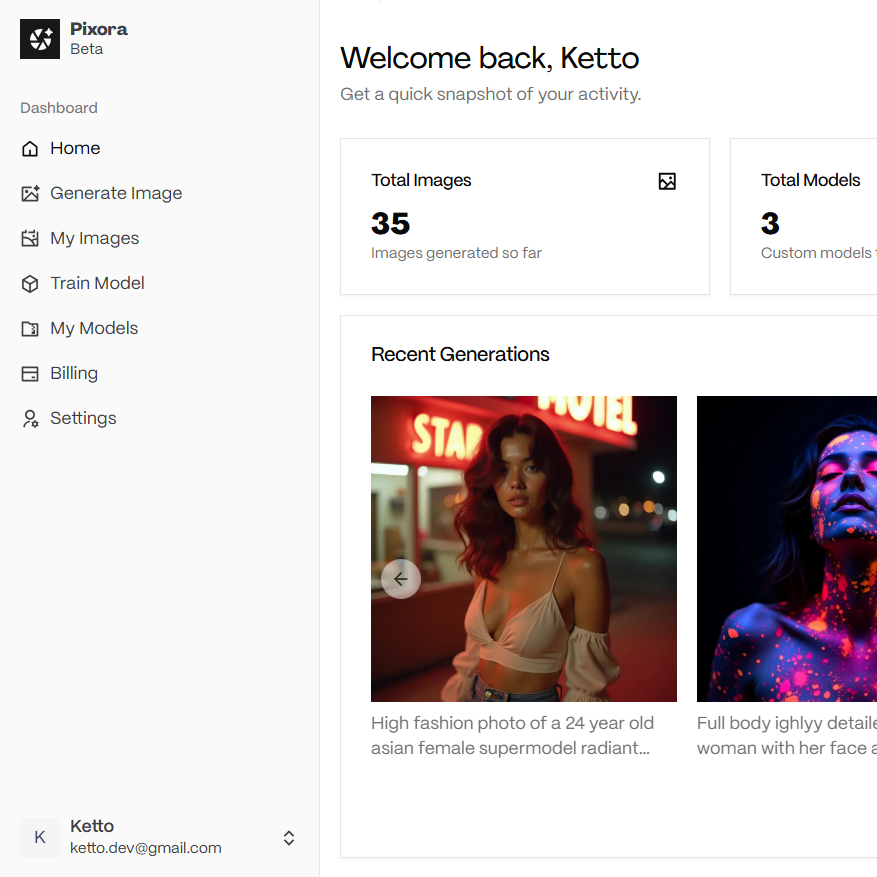 Pixora
Beta
Dashboard
Home
Generate Image
My Images
Train Model
My Models
Billing
Settings
K
Ketto
ketto.dev@gmail.com
Welcome back, Ketto
Get a quick snapshot of your activity.
Total Images
35
Images generated so far
Total Models
3
Custom models
Recent Generations
MOTEL
STAR
High fashion photo of a 24 year old
asian female supermodel radiant...
Full body ighlyy detaile
woman with her face a